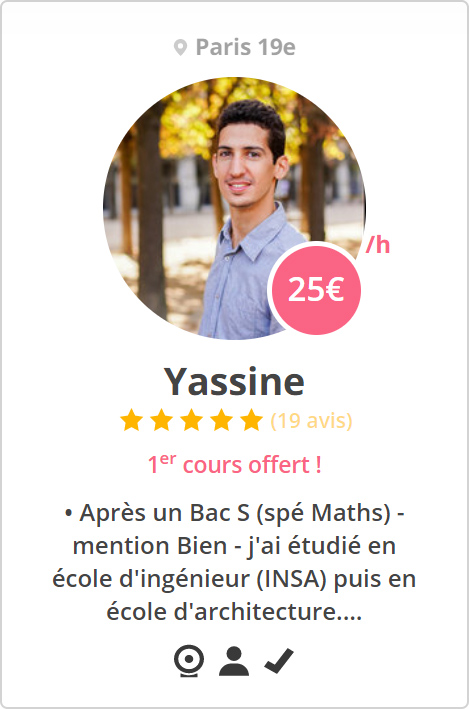 Paris 19e
/h
25€
Yassine
(19 avis)
1er cours offert !
• Après un Bac S (spé Maths) -
mention Bien - j'ai étudié en
école d'ingénieur (INSA) puis en
école d'architecture....